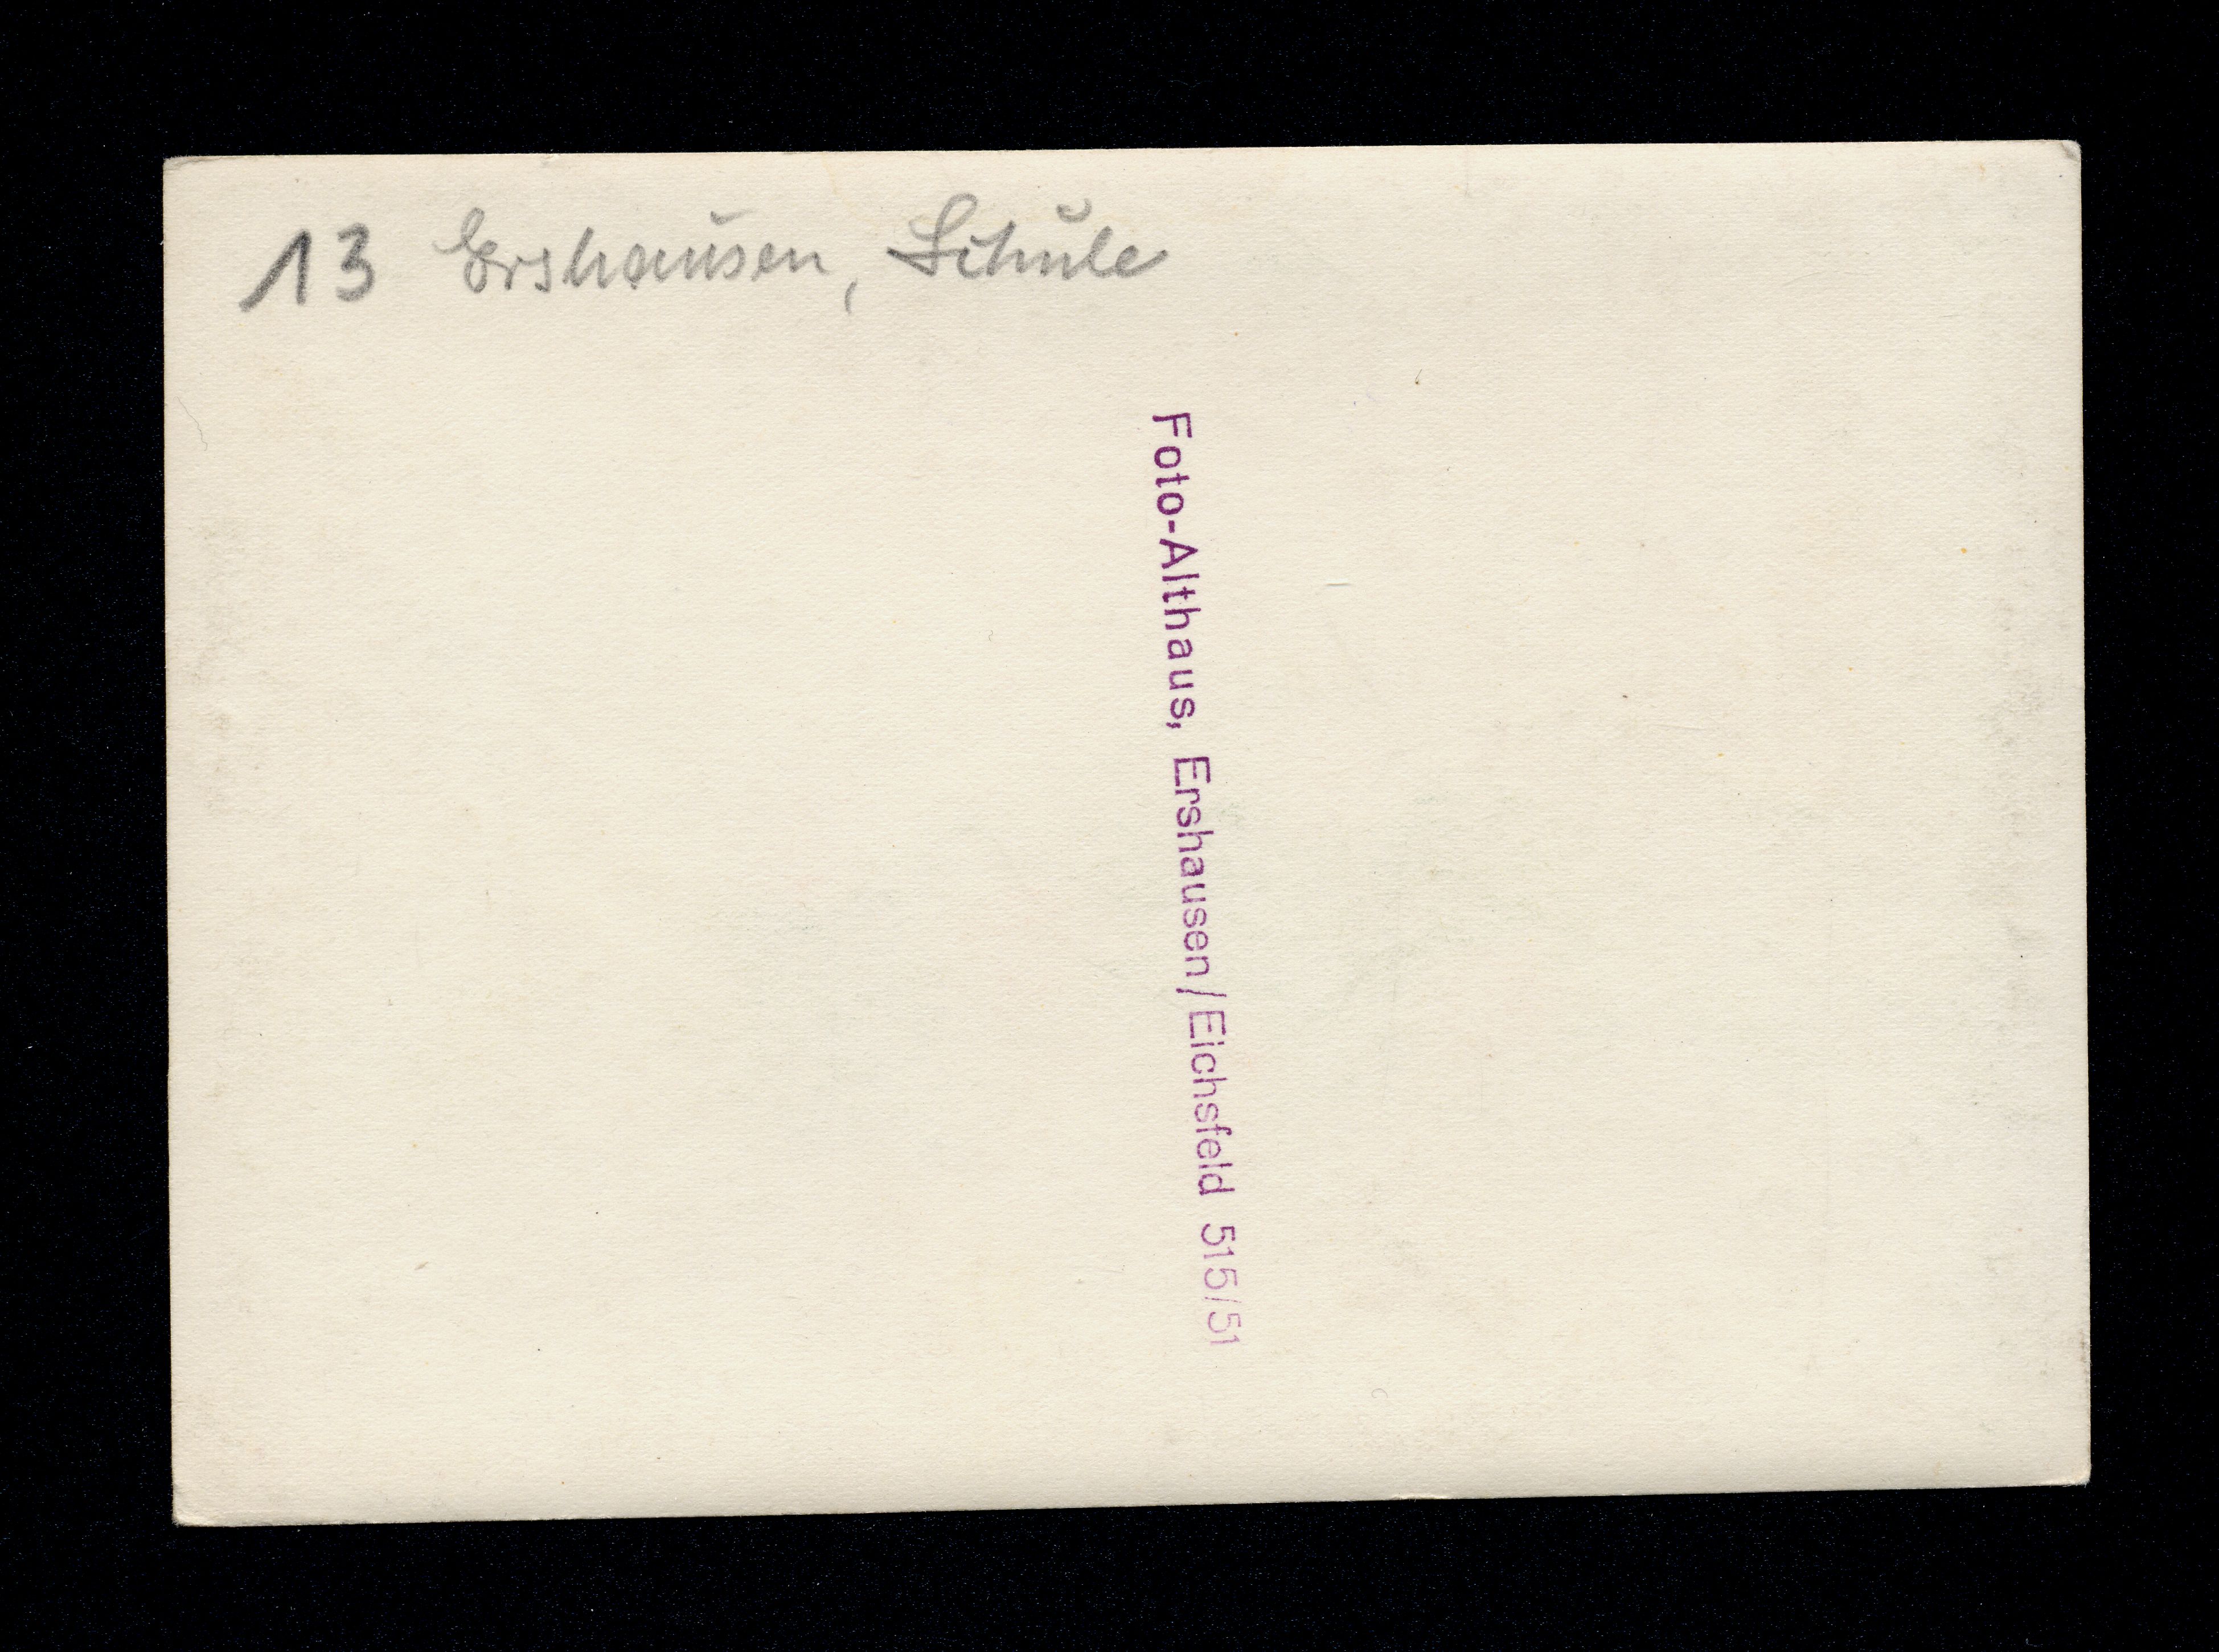 13 Ershausen, Schule
Foto-Althaus, Ershausen/Eichsfeld 515/51